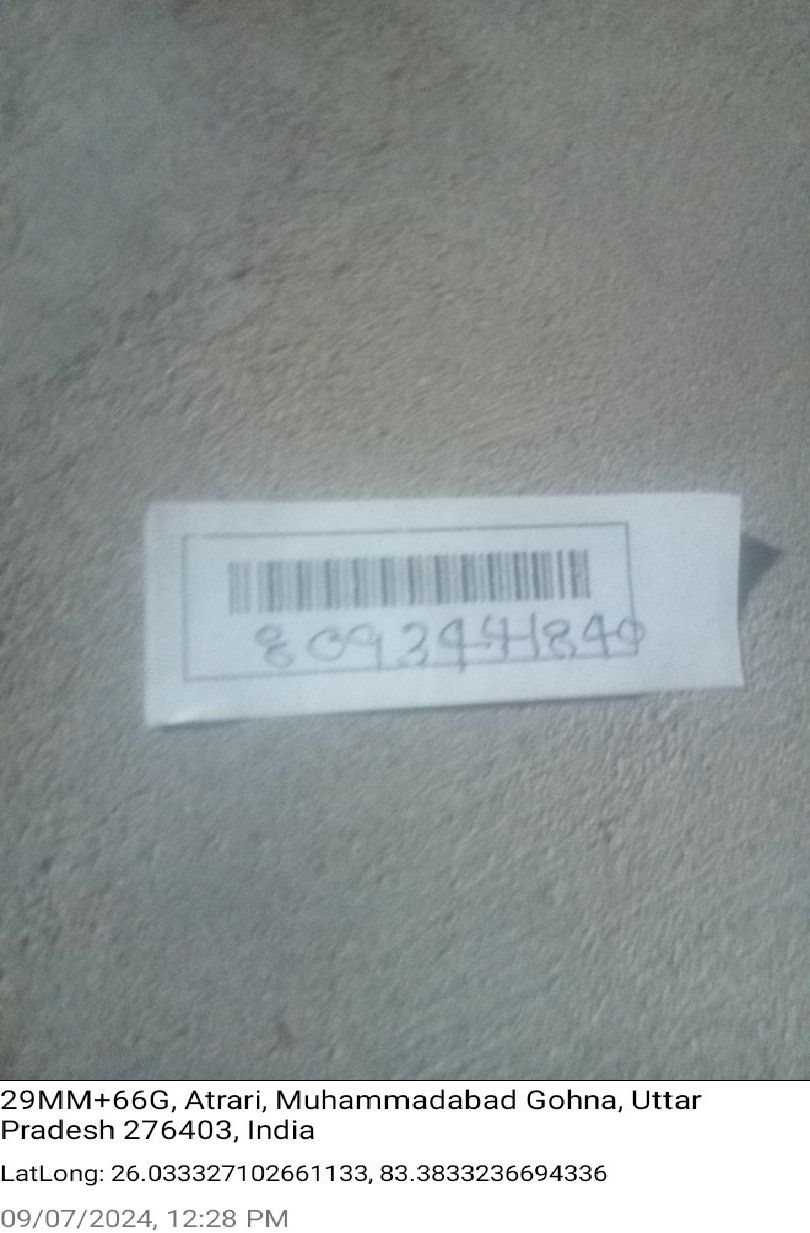 8093441840
29MM+66G, Atrari, Muhammadabad Gohna, Uttar
Pradesh 276403, India
LatLong: 26.033327102661133, 83.3833236694336
09/07/2024, 12:28 PM